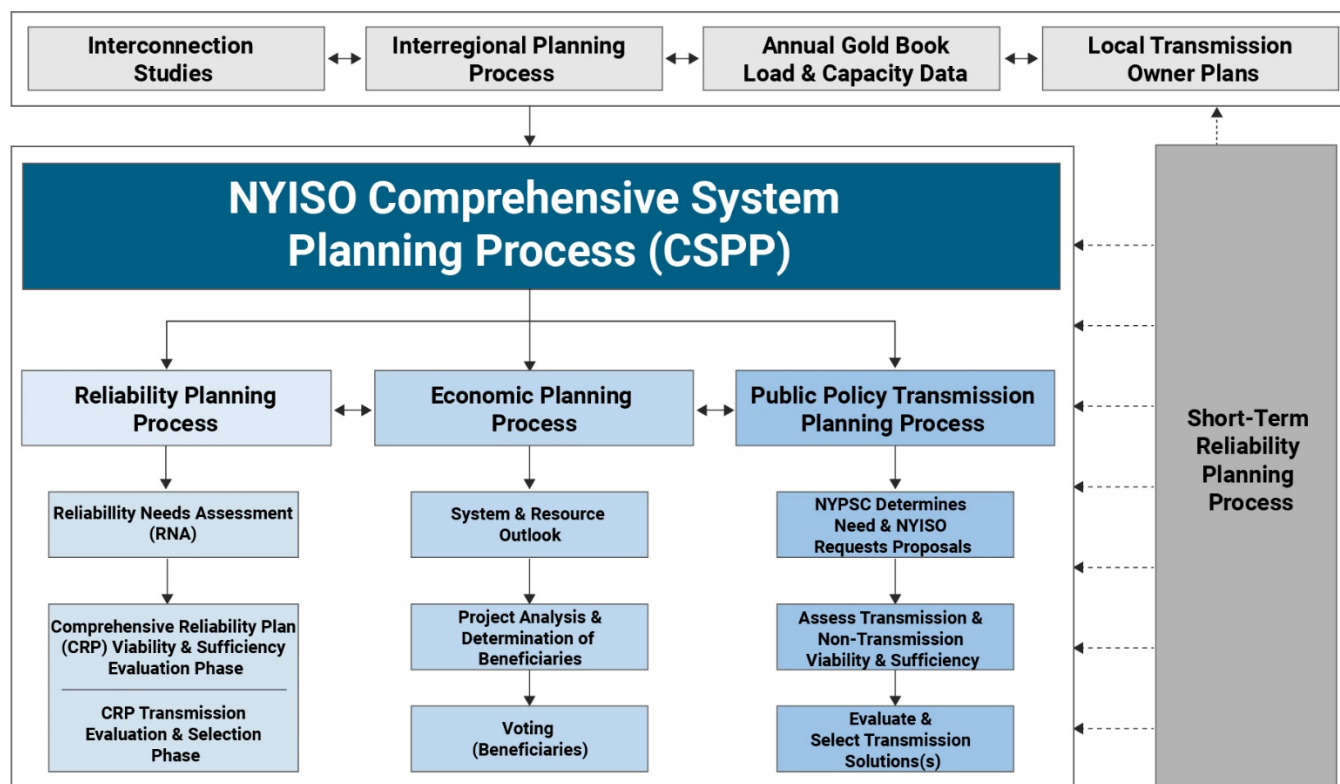 Interconnection
Studies
Interregional Planning
Process
Annual Gold Book
Load & Capacity Data
Local Transmission
Owner Plans
NYISO Comprehensive System
Planning Process (CSPP)
Reliability Planning
Process
Economic Planning
Process
Public Policy Transmission
Planning Process
Short-Term
Reliability
Planning
Process
Reliabillity Needs Assessment
(RNA)
System & Resource
Outlook
NYPSC Determines
Need & NYISO
Requests Proposals
Comprehensive Reliability Plan
(CRP) Viability & Sufficiency
Evaluation Phase
CRP Transmission
Evaluation & Selection
Phase
Project Analysis &
Determination of
Beneficiaries
Assess Transmission &
Non-Transmission
Viability & Sufficiency
Voting
(Beneficiaries)
Evaluate &
Select Transmission
Solutions(s)